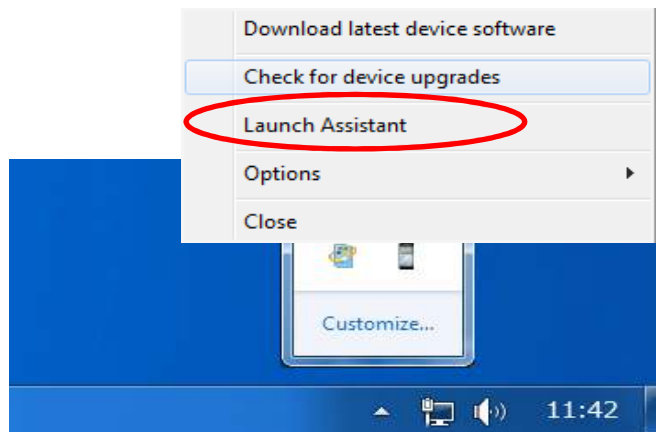 Download latest device software
Check for device upgrades
Launch Assistant
Options
Close
Customize...
11:42